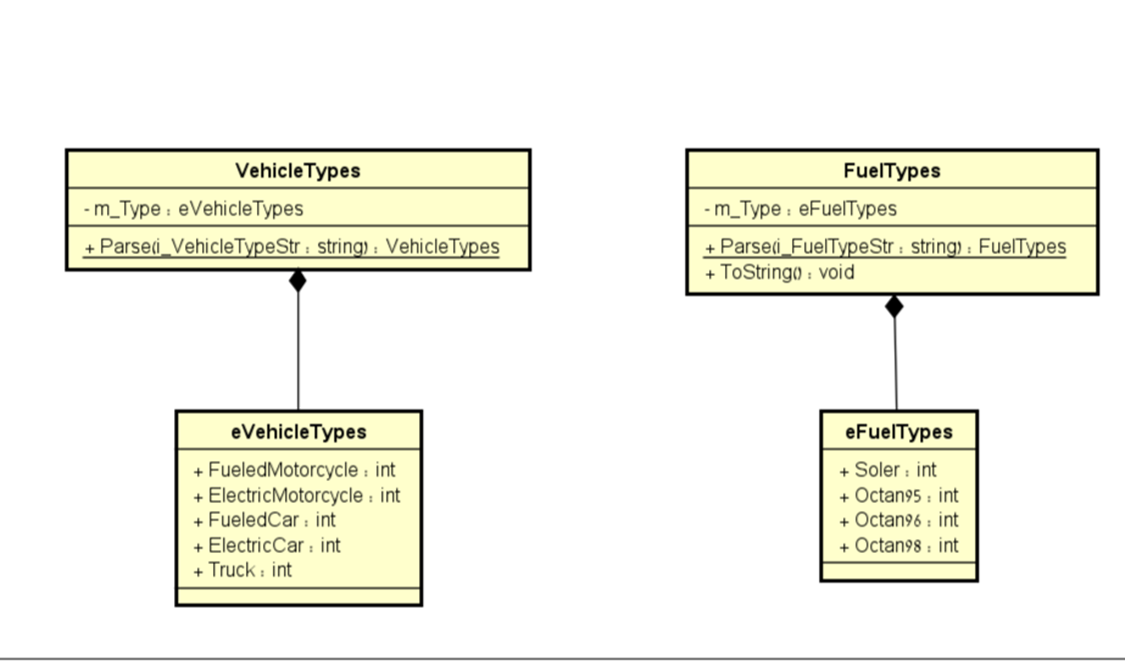 VehicleTypes
- m_Type : eVehicleTypes
+ Parse(i_VehicleTypeStr : string) : VehicleTypes
FuelTypes
- m_Type : eFuelTypes
+ Parse(i_FuelTypeStr : string) : FuelTypes
+ ToString() : void
eVehicleTypes
+ FueledMotorcycle : int
+ ElectricMotorcycle : int
+ FueledCar : int
+ ElectricCar : int
+ Truck : int
eFuelTypes
+ Soler : int
+ Octan95 : int
+ Octan96 : int
+ Octan98 : int